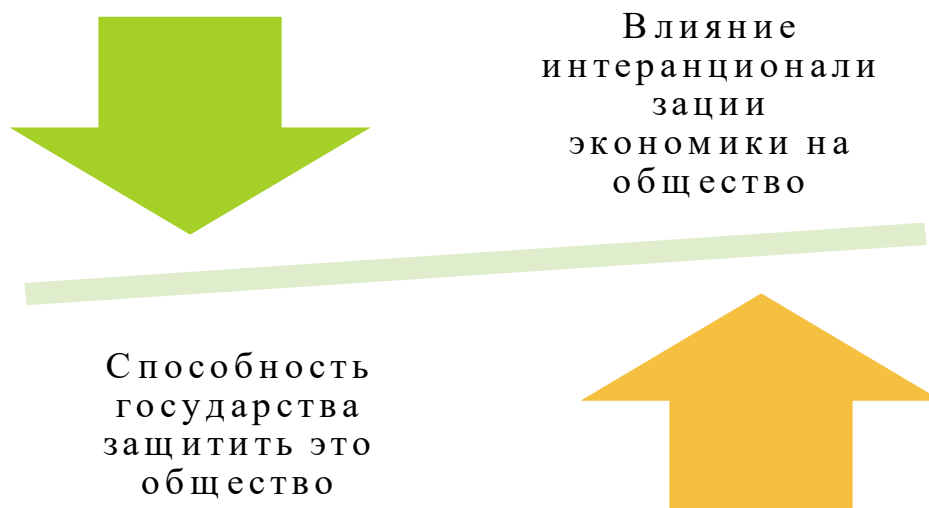 Влияние
интеранционали
зации
экономики на
общество
Способность
государства
защитить это
общество